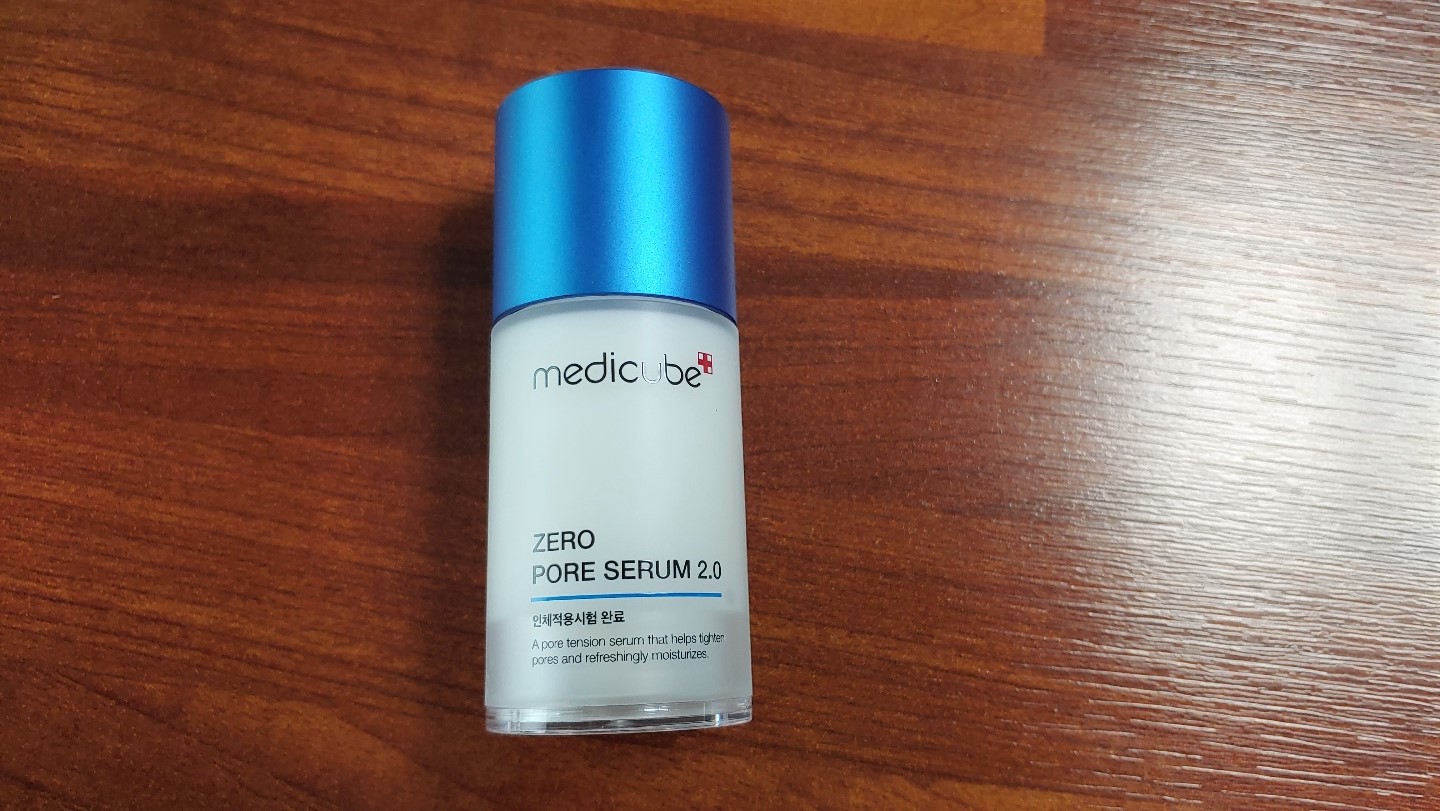 medicube
ZERO
PORE SERUM 2.0
인체적용시험 완료
A pore tension serum that helps tighten
pores and refreshingly moisturizes.